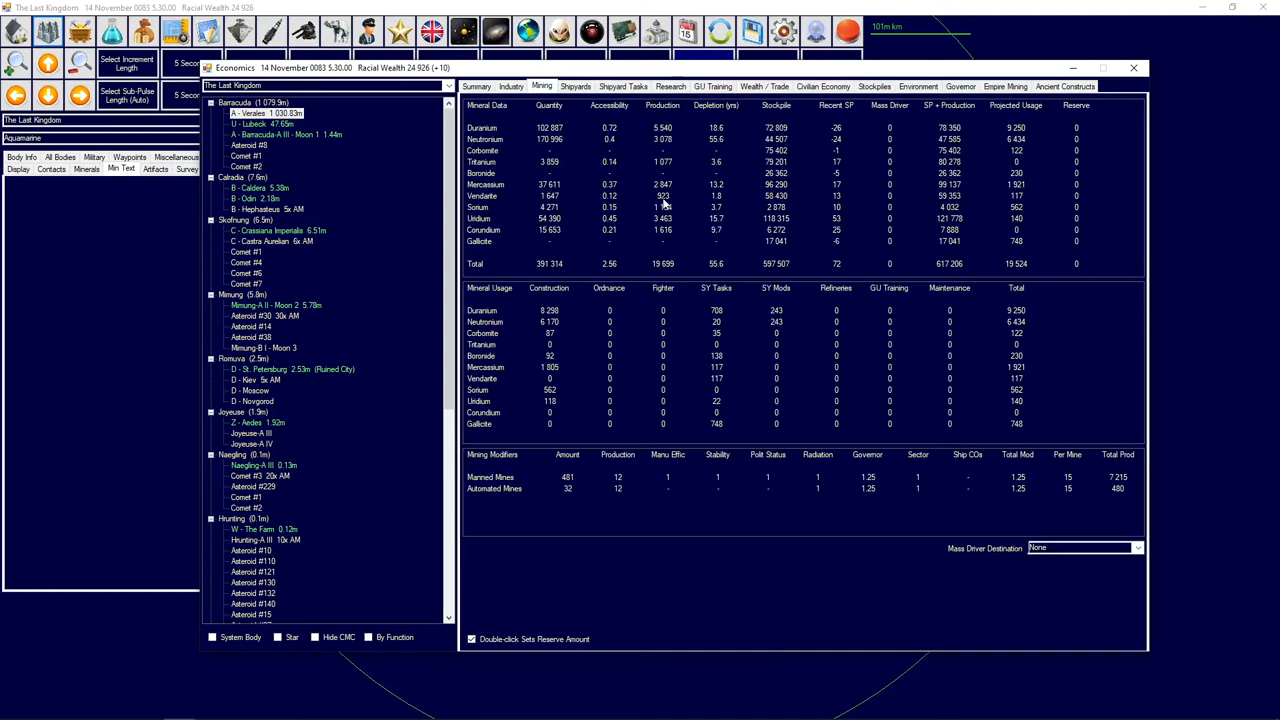 The Last Kingdom   14 November 0083 5.30.00   Racial Wealth 24 926
101m km
Select Increment Length
5 Second
Select Sub-Pulse Length (Auto)
5 Second
The Last Kingdom
Aquamarine
Body Info All Bodies Military Waypoints Miscellaneous
Display Contacts Minerals Min Text Artifacts Survey
Economics   14 November 0083 5.30.00   Racial Wealth 24 926 (+10)
The Last Kingdom
Barracuda (1 079.9m)
A - Verales 1 030.83m
U - Lubeck 47.65m
A - Barracuda-A III - Moon 1 1.44m
Asteroid #8
Comet #1
Comet #2
Calradia (7.6m)
B - Caldera 5.38m
B - Odin 2.18m
B - Hephasteus 5x AM
Skofnung (6.5m)
C - Crassiana Imperialis 6.51m
C - Castra Aurelian 6x AM
Comet #1
Comet #4
Comet #6
Comet #7
Mimung (5.8m)
Mimung-A II - Moon 2 5.78m
Asteroid #30 30x AM
Asteroid #14
Asteroid #38
Mimung-B I - Moon 3
Romuva (2.5m)
D - St. Petersburg 2.53m (Ruined City)
D - Kiev 5x AM
D - Moscow
D - Novgorod
Joyeuse (1.9m)
Z - Aedes 1.92m
Joyeuse-A III
Joyeuse-A IV
Naegling (0.1m)
Naegling-A III 0.13m
Comet #3 20x AM
Asteroid #229
Comet #1
Comet #2
Hrunting (0.1m)
W - The Farm 0.12m
Hrunting-A III 10x AM
Asteroid #10
Asteroid #110
Asteroid #121
Asteroid #130
Asteroid #132
Asteroid #140
Asteroid #15
System Body Star Hide CMC By Function
Summary Industry Mining Shipyards Shipyard Tasks Research GU Training Wealth / Trade Civilian Economy Stockpiles Environment Governor Empire Mining Ancient Constructs
Mineral Data Quantity Accessibility Production Depletion (yrs) Stockpile Recent SP Mass Driver SP + Production Projected Usage Reserve
Duranium 102 887 0.72 5 540 18.6 72 809 -26 0 78 350 9 250 0
Neutronium 170 996 0.4 3 078 55.6 44 507 -24 0 47 585 6 434 0
Corbomite - - - - 75 402 -1 0 75 402 122 0
Tritanium 3 859 0.14 1 077 3.6 79 201 17 0 80 278 0 0
Boronide - - - - 26 362 -5 0 26 362 230 0
Mercassium 37 611 0.37 2 847 13.2 96 290 17 0 99 137 1 921 0
Vendarite 1 647 0.12 923 1.8 58 430 13 0 59 353 117 0
Sorium 4 271 0.15 3.7 2 878 10 0 4 032 562 0
Uridium 54 390 0.45 3 463 15.7 118 315 53 0 121 778 140 0
Corundium 15 653 0.21 1 616 9.7 6 272 25 0 7 888 0 0
Gallicite - - - - 17 041 -6 0 17 041 748 0
Total 391 314 2.56 19 699 55.6 597 507 72 0 617 206 19 524 0
Mineral Usage Construction Ordnance Fighter SY Tasks SY Mods Refineries GU Training Maintenance Total
Duranium 8 298 0 0 708 243 0 0 0 9 250
Neutronium 6 170 0 0 20 243 0 0 0 6 434
Corbomite 87 0 0 35 0 0 0 0 122
Tritanium 0 0 0 0 0 0 0 0 0
Boronide 92 0 0 138 0 0 0 0 230
Mercassium 1 805 0 0 117 0 0 0 0 1 921
Vendarite 0 0 0 117 0 0 0 0 117
Sorium 562 0 0 0 0 0 0 0 562
Uridium 118 0 0 22 0 0 0 0 140
Corundium 0 0 0 0 0 0 0 0 0
Gallicite 0 0 0 748 0 0 0 0 748
Mining Modifiers Amount Production Manu Effic Stability Polit Status Radiation Governor Sector Ship COs Total Mod Per Mine Total Prod
Manned Mines 481 12 1 1 1 1 1.25 1 - 1.25 15 7 215
Automated Mines 32 12 - - - 1 1.25 1 - 1.25 15 480
Mass Driver Destination None
Double-click Sets Reserve Amount